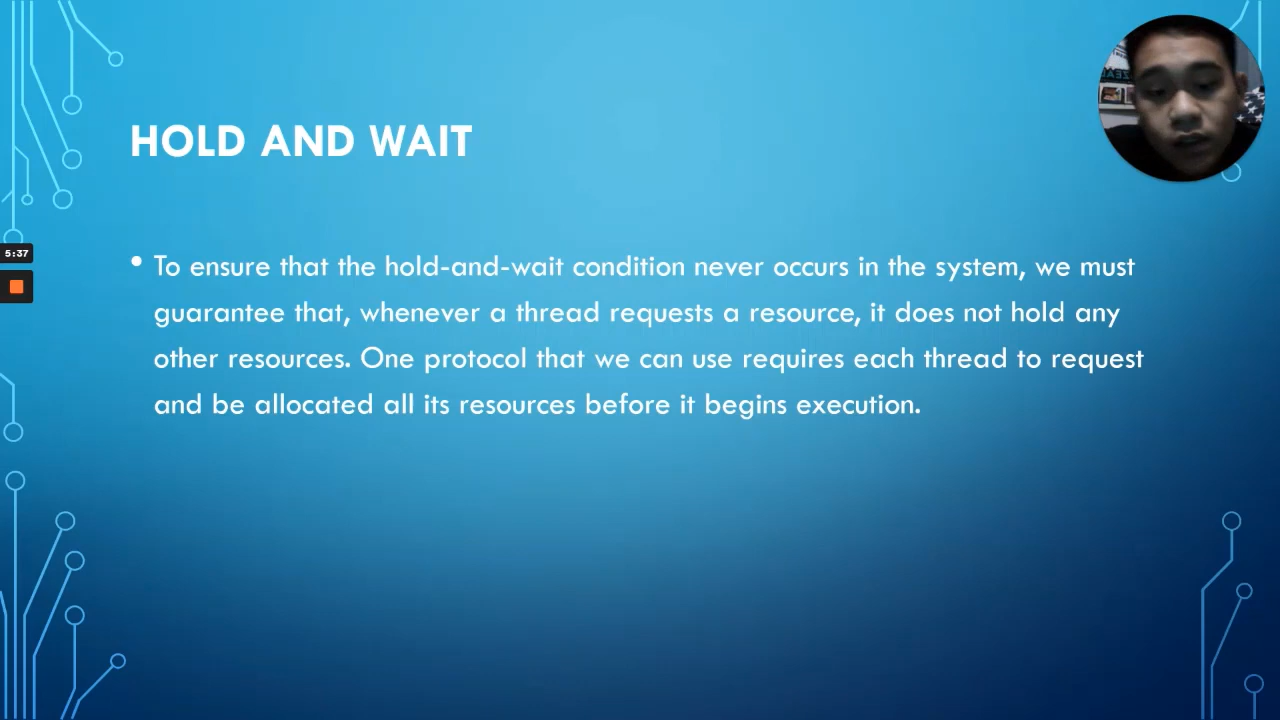 HOLD AND WAIT
5:37
• To ensure that the hold-and-wait condition never occurs in the system, we must
guarantee that, whenever a thread requests a resource, it does not hold any
other resources. One protocol that we can use requires each thread to request
and be allocated all its resources before it begins execution.